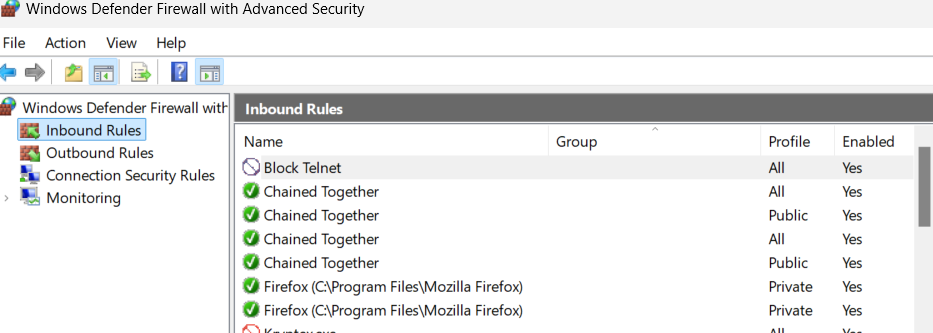 Windows Defender Firewall with Advanced Security
File Action View Help
Windows Defender Firewall with
Inbound Rules
Outbound Rules
Connection Security Rules
Monitoring
Inbound Rules
Name Group Profile Enabled
Block Telnet All Yes
Chained Together All Yes
Chained Together Public Yes
Chained Together All Yes
Chained Together Public Yes
Firefox (C:\Program Files\Mozilla Firefox) Private Yes
Firefox (C:\Program Files\Mozilla Firefox) Private Yes
All Yes